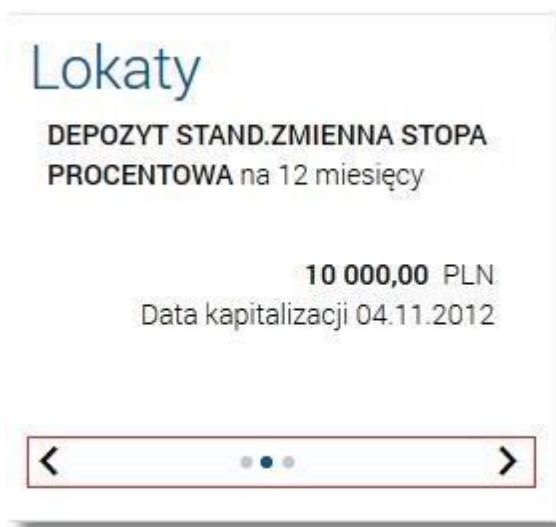 Lokaty
DEPOZYT STAND.ZMIENNA STOPA
PROCENTOWA na 12 miesięcy
10 000,00 PLN
Data kapitalizacji 04.11.2012